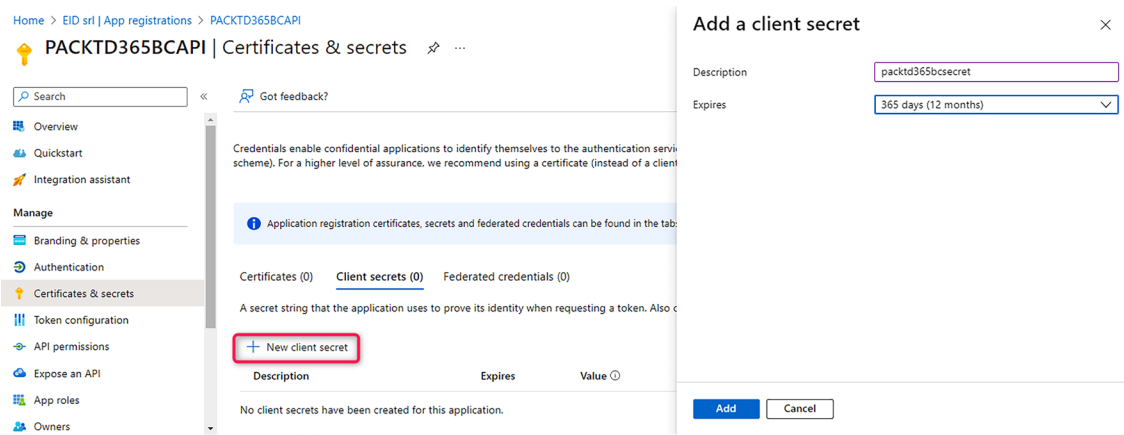 Home > EID srl | App registrations > PACKTD365BCAPI
PACKTD365BCAPI | Certificates & secrets
Search
Overview
Quickstart
Integration assistant
Manage
Branding & properties
Authentication
Certificates & secrets
Token configuration
API permissions
Expose an API
App roles
Owners
Got feedback?
Credentials enable confidential applications to identify themselves to the authentication servi
scheme). For a higher level of assurance, we recommend using a certificate (instead of a client
Application registration certificates, secrets and federated credentials can be found in the tabs
Certificates (0) Client secrets (0) Federated credentials (0)
A secret string that the application uses to prove its identity when requesting a token. Also c
New client secret
Description Expires Value
No client secrets have been created for this application.
Add a client secret
Description packtd365bcsecret
Expires 365 days (12 months)
Add Cancel